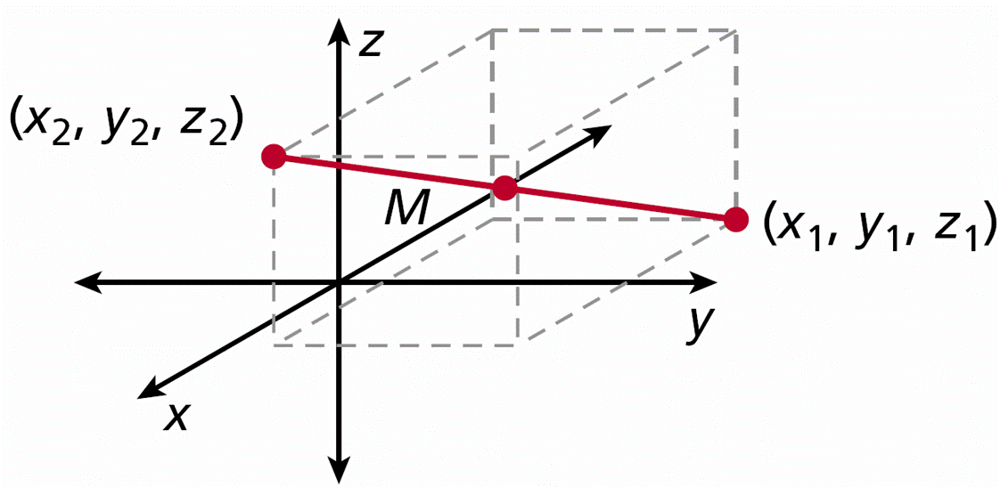 z
(x₂, y₂, z₂)
M
(x₁, y₁, z₁)
y
x